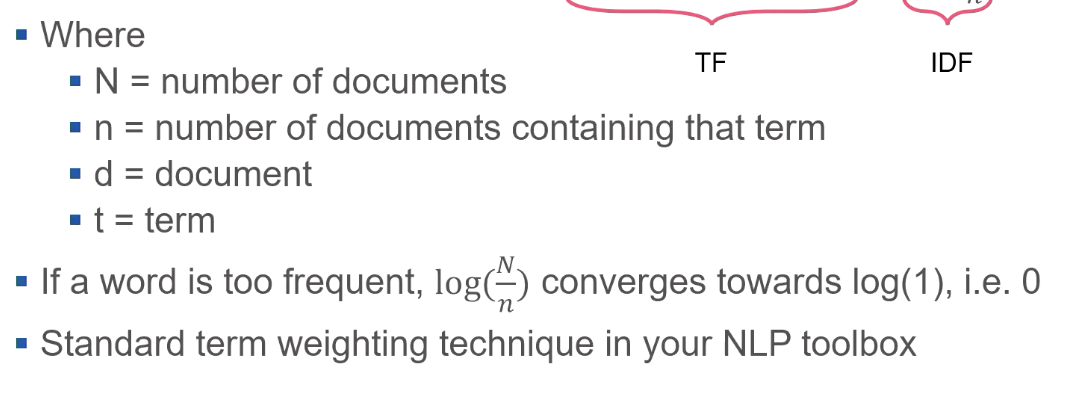 ▪ Where
TF IDF
▪ N = number of documents
▪ n = number of documents containing that term
▪ d = document
▪ t = term
▪ If a word is too frequent, log(N/n) converges towards log(1), i.e. 0
▪ Standard term weighting technique in your NLP toolbox